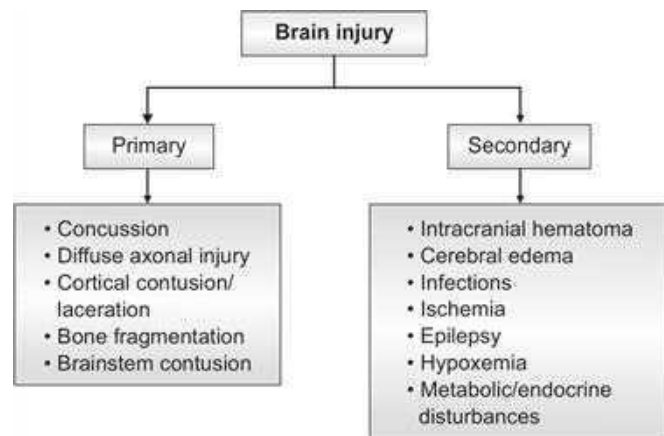 Brain injury
Primary
Secondary
• Concussion
• Diffuse axonal injury
• Cortical contusion/
laceration
• Bone fragmentation
• Brainstem contusion
• Intracranial hematoma
• Cerebral edema
• Infections
• Ischemia
• Epilepsy
• Hypoxemia
• Metabolic/endocrine
disturbances